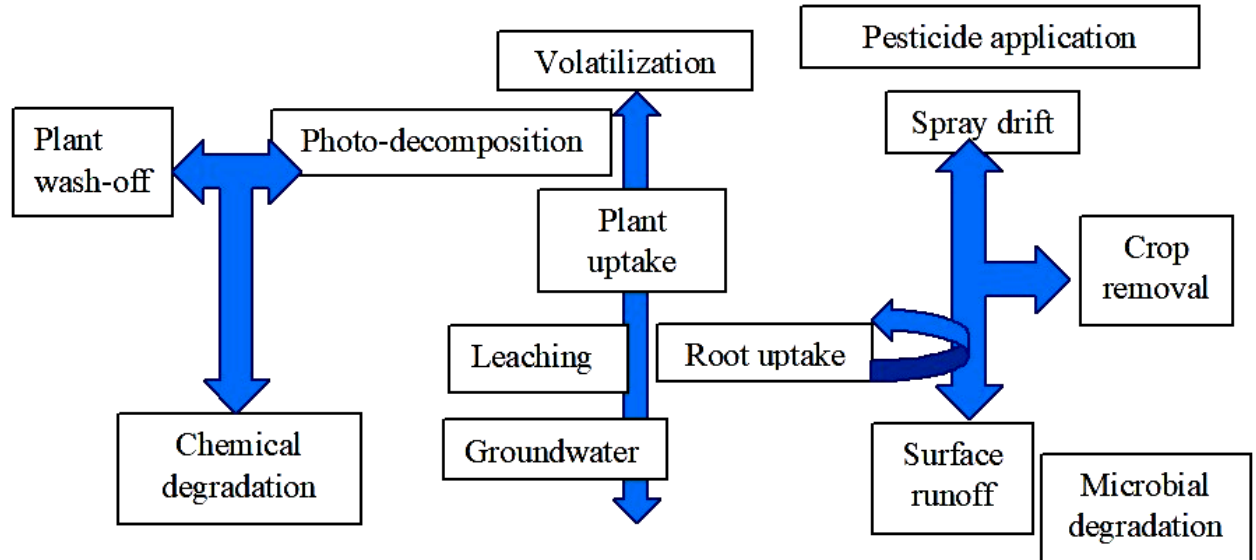 Pesticide application
Volatilization
Spray drift
Plant
wash-off
Photo-decomposition
Plant
uptake
Crop
removal
Leaching
Root uptake
Chemical
degradation
Groundwater
Surface
runoff
Microbial
degradation